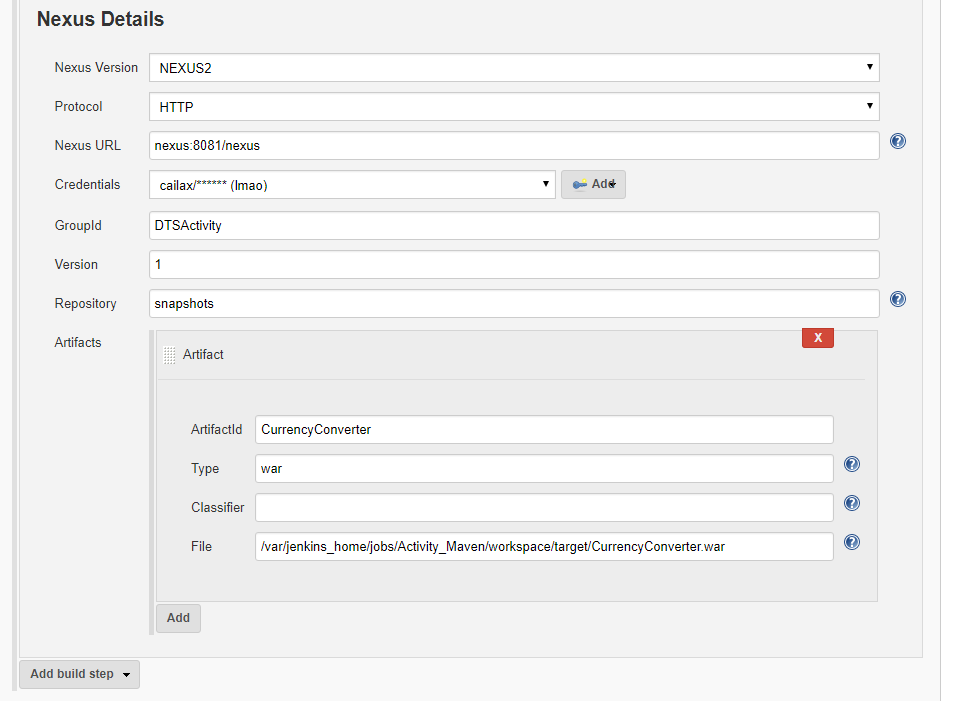 Nexus Details
Nexus Version NEXUS2
Protocol HTTP
Nexus URL nexus:8081/nexus
Credentials cailax/****** (lmao) Add
GroupId DTSActivity
Version 1
Repository snapshots
Artifacts
X
Artifact
ArtifactId CurrencyConverter
Type war
Classifier
File /var/jenkins_home/jobs/Activity_Maven/workspace/target/CurrencyConverter.war
Add
Add build step